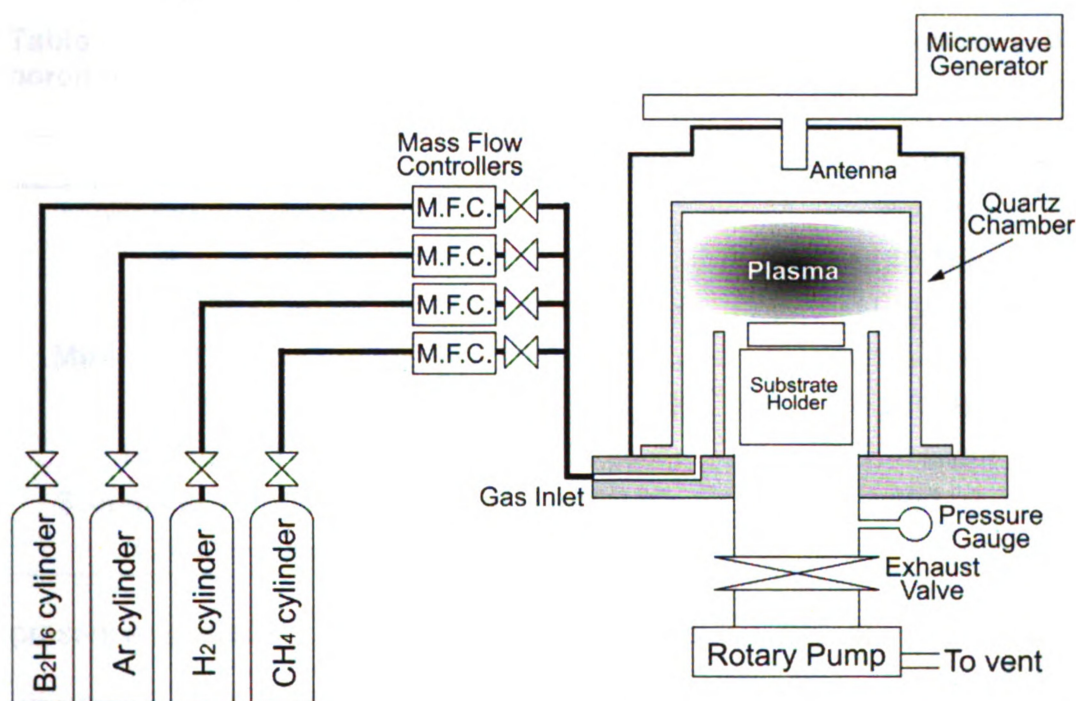 Microwave
Generator
Mass Flow
Controllers
Antenna
M.F.C.
Quartz
Chamber
M.F.C.
Plasma
M.F.C.
M.F.C.
Substrate
Holder
Gas Inlet
Pressure
Gauge
Exhaust
Valve
B2H6 cylinder
Ar cylinder
H2 cylinder
CH4 cylinder
Rotary Pump
To vent